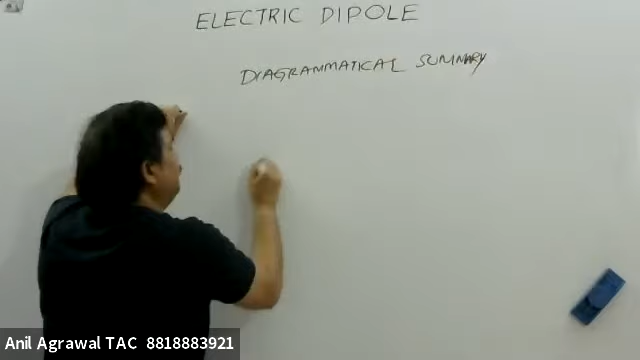 ELECTRIC DIPOLE
DIAGRAMMATICAL SUMMARY
Anil Agrawal TAC 8818883921